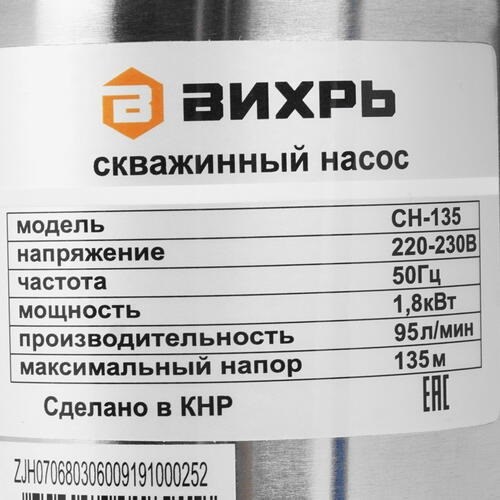 ВИХРЬ
скважинный насос
модель СН-135
напряжение 220-230В
частота 50Гц
мощность 1,8кВт
производительность 95л/мин
максимальный напор 135м
Сделано в КНР EAC
ZJH070680306009191000252